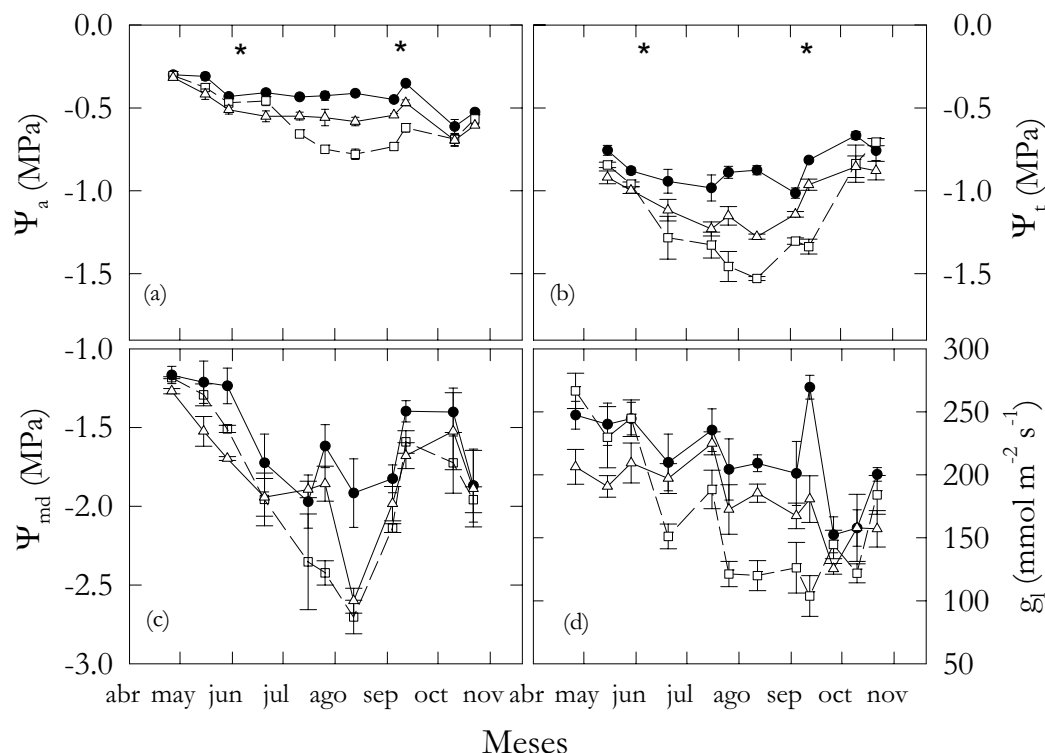 0.0
-0.5
-1.0
-1.5
Ψa (MPa)
*
*
(a)
0.0
-0.5
-1.0
-1.5
Ψt (MPa)
*
*
(b)
-1.0
-1.5
-2.0
-2.5
-3.0
Ψmd (MPa)
(c)
300
250
200
150
100
50
gl (mmol m-2 s-1)
(d)
abr may jun jul ago sep oct nov
abr may jun jul ago sep oct nov
Meses